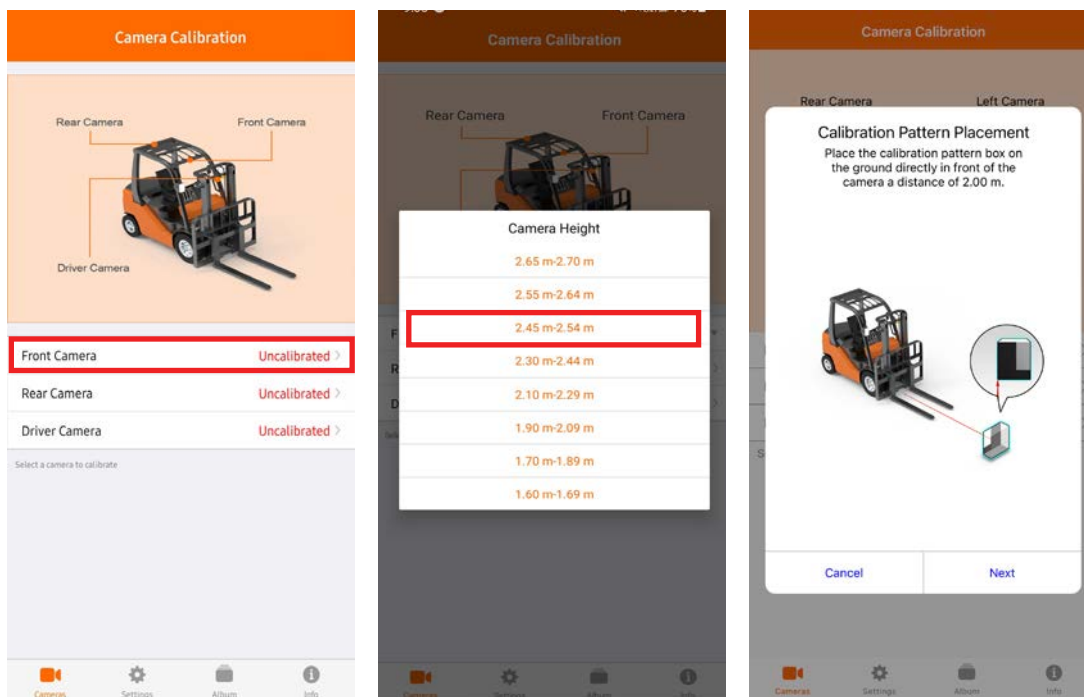 Camera Calibration
Rear Camera
Front Camera
Driver Camera
Front Camera Uncalibrated
Rear Camera Uncalibrated
Driver Camera Uncalibrated
Select a camera to calibrate
Cameras Settings Album Info
Camera Calibration
Rear Camera
Front Camera
Camera Height
2.65 m-2.70 m
2.55 m-2.64 m
2.45 m-2.54 m
2.30 m-2.44 m
2.10 m-2.29 m
1.90 m-2.09 m
1.70 m-1.89 m
1.60 m-1.69 m
Cameras Settings Album Info
Camera Calibration
Rear Camera
Left Camera
Calibration Pattern Placement
Place the calibration pattern box on
the ground directly in front of the
camera a distance of 2.00 m.
Cancel Next
Cameras Settings Album Info